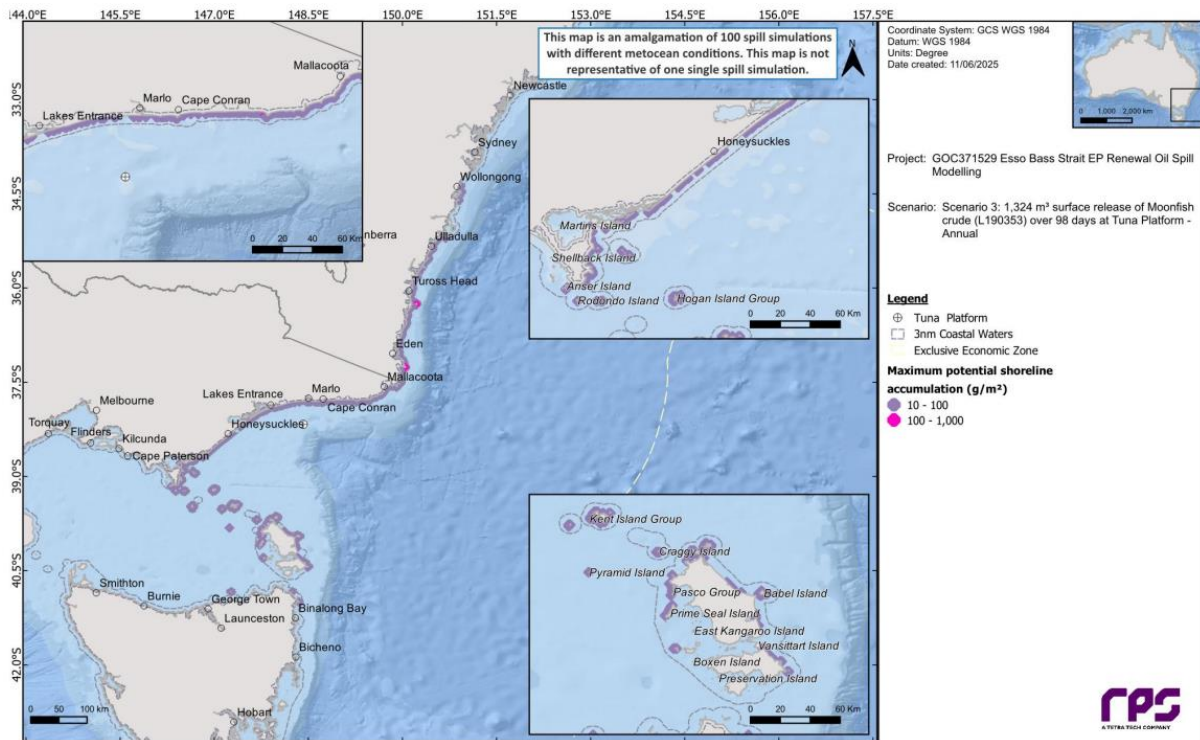 144.0°E 145.5°E 147.0°E 148.5°E 150.0°E 151.5°E 153.0°E 154.5°E 156.0°E 157.5°E
This map is an amalgamation of 100 spill simulations
with different metocean conditions. This map is not
representative of one single spill simulation.
N
Mallacoota
Marlo
Cape Conran
Lakes Entrance
0 20 40 60 Km
33.0°S
34.5°S
36.0°S
37.5°S
39.0°S
40.5°S
42.0°S
Newcastle
Sydney
Wollongong
nberra
Ulladulla
Tuross Head
Eden
Mallacoota
Lakes Entrance
Marlo
Cape Conran
Melbourne
Honeysuckles
Torquay
Flinders
Kilcunda
Cape Paterson
Smithton
Burnie
George Town
Launceston
Binalong Bay
Bicheno
Hobart
0 50 100 km
Honeysuckles
Martins Island
Shellback Island
Anser Island
Rodondo Island
Hogan Island Group
0 20 40 60 Km
Kent Island Group
Craggy Island
Pyramid Island
Pasco Group
Babel Island
Prime Seal Island
East Kangaroo Island
Vansittart Island
Boxen Island
Preservation Island
0 20 40 60 Km
Coordinate System: GCS WGS 1984
Datum: WGS 1984
Units: Degree
Date created: 11/06/2025
0 1,000 2,000 km
Project: GOC371529 Esso Bass Strait EP Renewal Oil Spill
Modelling
Scenario: Scenario 3: 1,324 m³ surface release of Moonfish
crude (L190353) over 98 days at Tuna Platform -
Annual
Legend
Tuna Platform
3nm Coastal Waters
Exclusive Economic Zone
Maximum potential shoreline
accumulation (g/m²)
10 - 100
100 - 1,000
rps
A TETRA TECH COMPANY